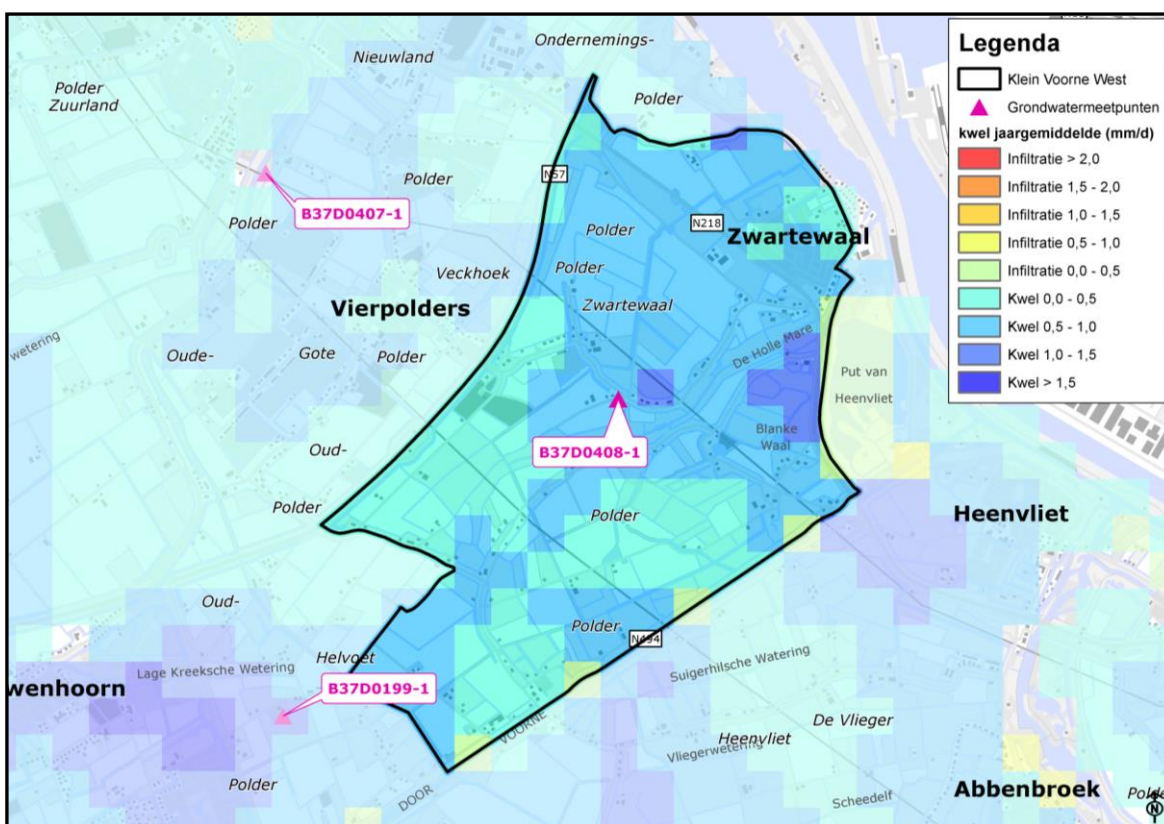 Ondernemings-
Nieuwland
Polder
Zuurland
Polder
N57
Polder
B37D0407-1
Polder
Polder
N218
Zwartewaal
Veckhoek
Polder
Zwartewaal
Vierpolders
wetering
Oude-
Gote
Polder
De Holle Mare
Put van
Heenvliet
Blanke
Waal
B37D0408-1
Oud-
Polder
Polder
Heenvliet
Oud-
Polder
N494
Helvoet
Lage Kreeksche Wetering
wenhoorn
B37D0199-1
Suigerhilsche Watering
De Vlieger
Heenvliet
Vliegerwetering
VOORNE
DOOR
Polder
Scheedelf
Abbenbroek
Polde
N
Legenda
Klein Voorne West
Grondwatermeetpunten
kwel jaargemiddelde (mm/d)
Infiltratie > 2,0
Infiltratie 1,5 - 2,0
Infiltratie 1,0 - 1,5
Infiltratie 0,5 - 1,0
Infiltratie 0,0 - 0,5
Kwel 0,0 - 0,5
Kwel 0,5 - 1,0
Kwel 1,0 - 1,5
Kwel > 1,5